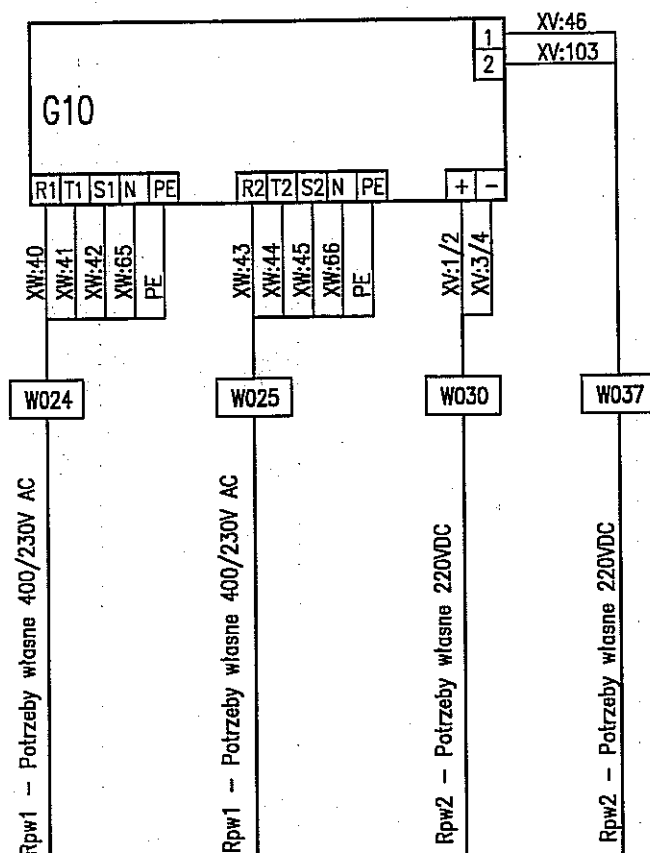 XV:46
1
XV:103
2
G10
R1 T1 S1 N PE
R2 T2 S2 N PE
+ -
XW:40
XW:41
XW:42
XW:65
PE
XW:43
XW:44
XW:45
XW:66
PE
XV:1/2
XV:3/4
W024
W025
W030
W037
Rpw1 – Potrzeby własne 400/230V AC
Rpw1 – Potrzeby własne 400/230V AC
Rpw2 – Potrzeby własne 220VDC
Rpw2 – Potrzeby własne 220VDC